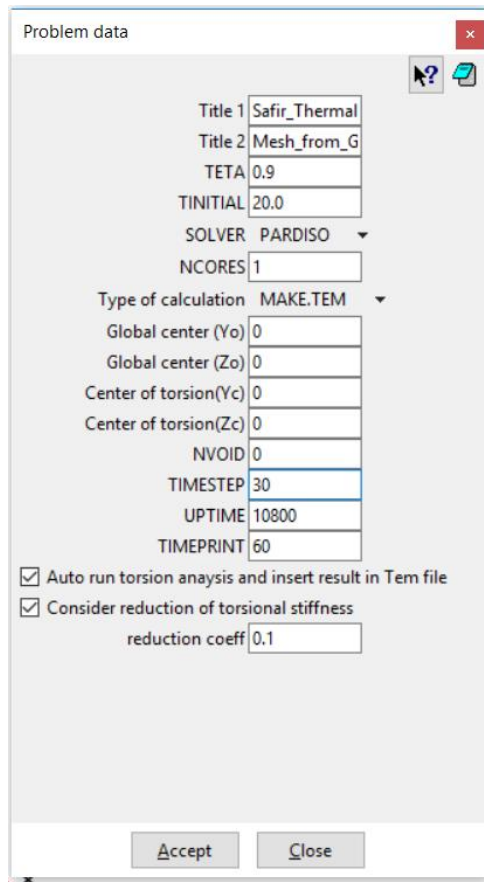 Problem data
×
?
Title 1 Safir_Thermal
Title 2 Mesh_from_G
TETA 0.9
TINITIAL 20.0
SOLVER PARDISO
NCORES 1
Type of calculation MAKE.TEM
Global center (Yo) 0
Global center (Zo) 0
Center of torsion(Yc) 0
Center of torsion(Zc) 0
NVOID 0
TIMESTEP 30
UPTIME 10800
TIMEPRINT 60
Auto run torsion anaysis and insert result in Tem file
Consider reduction of torsional stiffness
reduction coeff 0.1
Accept Close